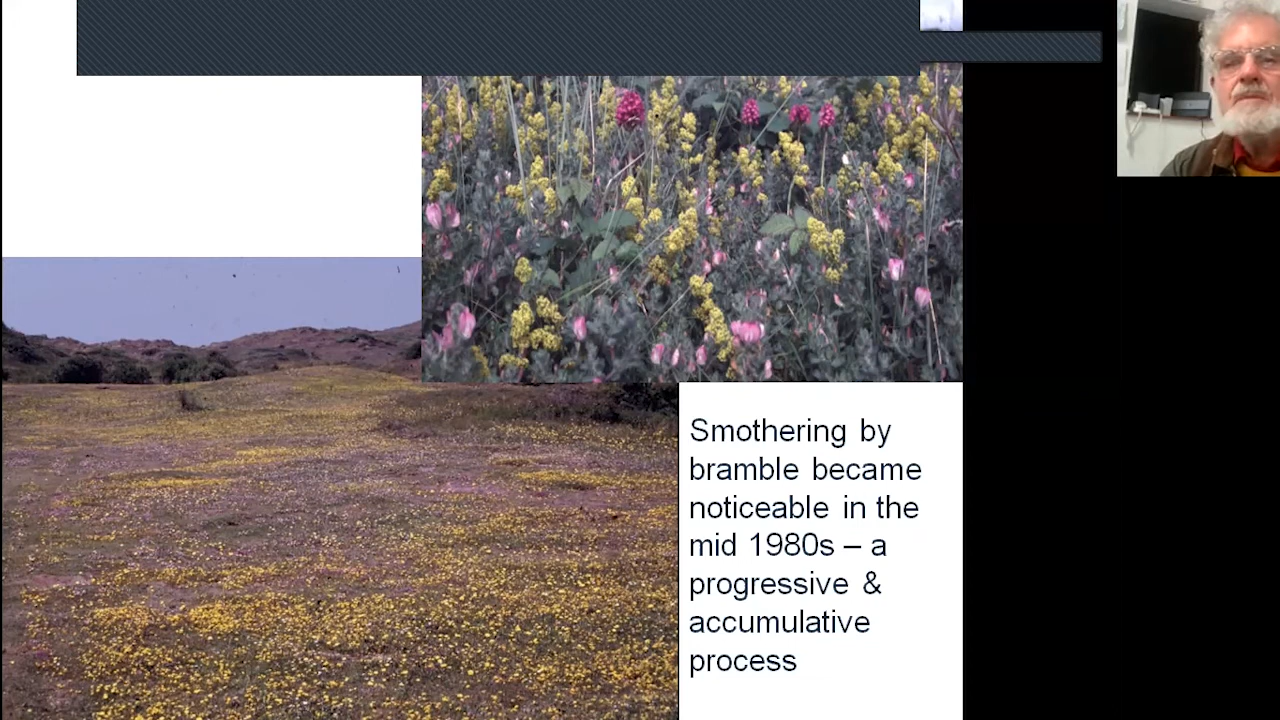 Smothering by
bramble became
noticeable in the
mid 1980s – a
progressive &
accumulative
process